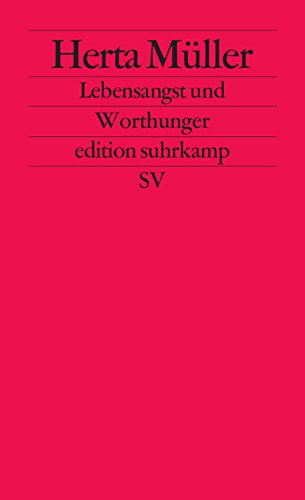 Herta Müller
Lebensangst und
Worthunger
edition suhrkamp
SV